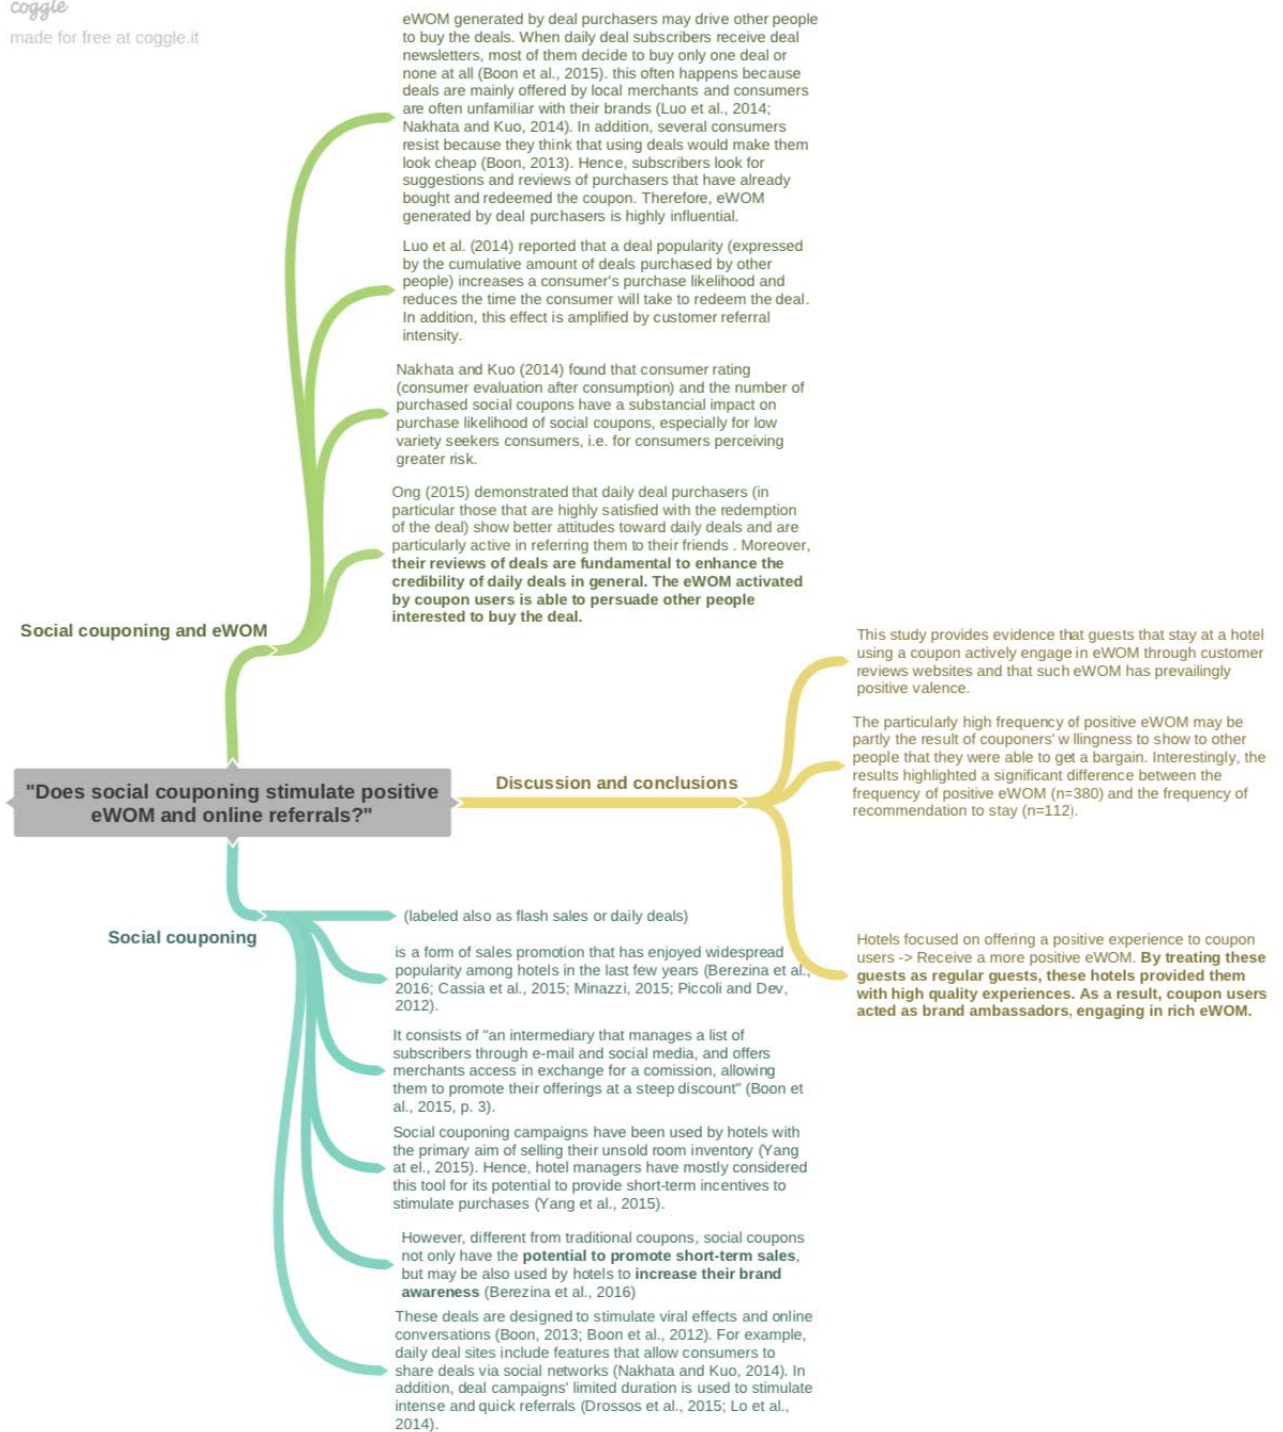 coggle
made for free at coggle.it
eWOM generated by deal purchasers may drive other people
to buy the deals. When daily deal subscribers receive deal
newsletters, most of them decide to buy only one deal or
none at all (Boon et al., 2015). this often happens because
deals are mainly offered by local merchants and consumers
are often unfamiliar with their brands (Luo et al., 2014;
Nakhata and Kuo, 2014). In addition, several consumers
resist because they think that using deals would make them
look cheap (Boon, 2013). Hence, subscribers look for
suggestions and reviews of purchasers that have already
bought and redeemed the coupon. Therefore, eWOM
generated by deal purchasers is highly influential.
Luo et al. (2014) reported that a deal popularity (expressed
by the cumulative amount of deals purchased by other
people) increases a consumer's purchase likelihood and
reduces the time the consumer will take to redeem the deal.
In addition, this effect is amplified by customer referral
intensity.
Nakhata and Kuo (2014) found that consumer rating
(consumer evaluation after consumption) and the number of
purchased social coupons have a substancial impact on
purchase likelihood of social coupons, especially for low
variety seekers consumers, i.e. for consumers perceiving
greater risk.
Ong (2015) demonstrated that daily deal purchasers (in
particular those that are highly satisfied with the redemption
of the deal) show better attitudes toward daily deals and are
particularly active in referring them to their friends . Moreover,
their reviews of deals are fundamental to enhance the
credibility of daily deals in general. The eWOM activated
by coupon users is able to persuade other people
interested to buy the deal.
Social couponing and eWOM
"Does social couponing stimulate positive
eWOM and online referrals?"
Discussion and conclusions
This study provides evidence that guests that stay at a hotel
using a coupon actively engage in eWOM through customer
reviews websites and that such eWOM has prevailingly
positive valence.
The particularly high frequency of positive eWOM may be
partly the result of couponers' w llingness to show to other
people that they were able to get a bargain. Interestingly, the
results highlighted a significant difference between the
frequency of positive eWOM (n=380) and the frequency of
recommendation to stay (n=112).
Hotels focused on offering a positive experience to coupon
users -> Receive a more positive eWOM. By treating these
guests as regular guests, these hotels provided them
with high quality experiences. As a result, coupon users
acted as brand ambassadors, engaging in rich eWOM.
Social couponing
(labeled also as flash sales or daily deals)
is a form of sales promotion that has enjoyed widespread
popularity among hotels in the last few years (Berezina et al.,
2016; Cassia et al., 2015; Minazzi, 2015; Piccoli and Dev,
2012).
It consists of "an intermediary that manages a list of
subscribers through e-mail and social media, and offers
merchants access in exchange for a comission, allowing
them to promote their offerings at a steep discount" (Boon et
al., 2015, p. 3).
Social couponing campaigns have been used by hotels with
the primary aim of selling their unsold room inventory (Yang
at el., 2015). Hence, hotel managers have mostly considered
this tool for its potential to provide short-term incentives to
stimulate purchases (Yang et al., 2015).
However, different from traditional coupons, social coupons
not only have the potential to promote short-term sales,
but may be also used by hotels to increase their brand
awareness (Berezina et al., 2016)
These deals are designed to stimulate viral effects and online
conversations (Boon, 2013; Boon et al., 2012). For example,
daily deal sites include features that allow consumers to
share deals via social networks (Nakhata and Kuo, 2014). In
addition, deal campaigns' limited duration is used to stimulate
intense and quick referrals (Drossos et al., 2015; Lo et al.,
2014).